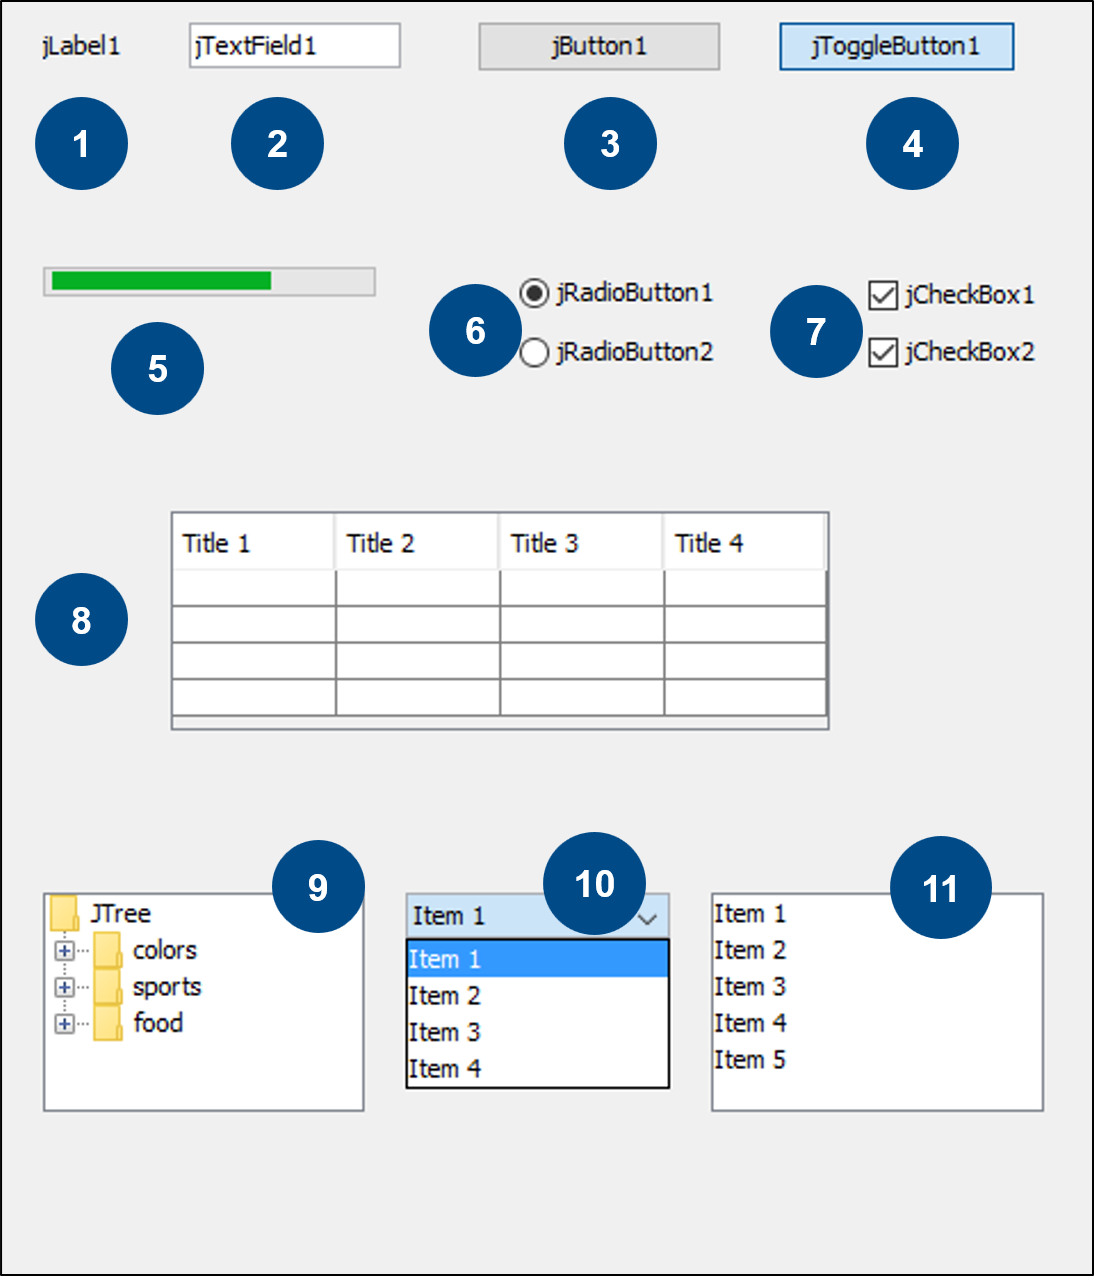 jLabel1 jTextField1 jButton1 jToggleButton1
1 2 3 4
5
6
jRadioButton1
jRadioButton2
7
jCheckBox1
jCheckBox2
8
Title 1 Title 2 Title 3 Title 4
9
JTree
colors
sports
food
10
Item 1
Item 1
Item 2
Item 3
Item 4
11
Item 1
Item 2
Item 3
Item 4
Item 5